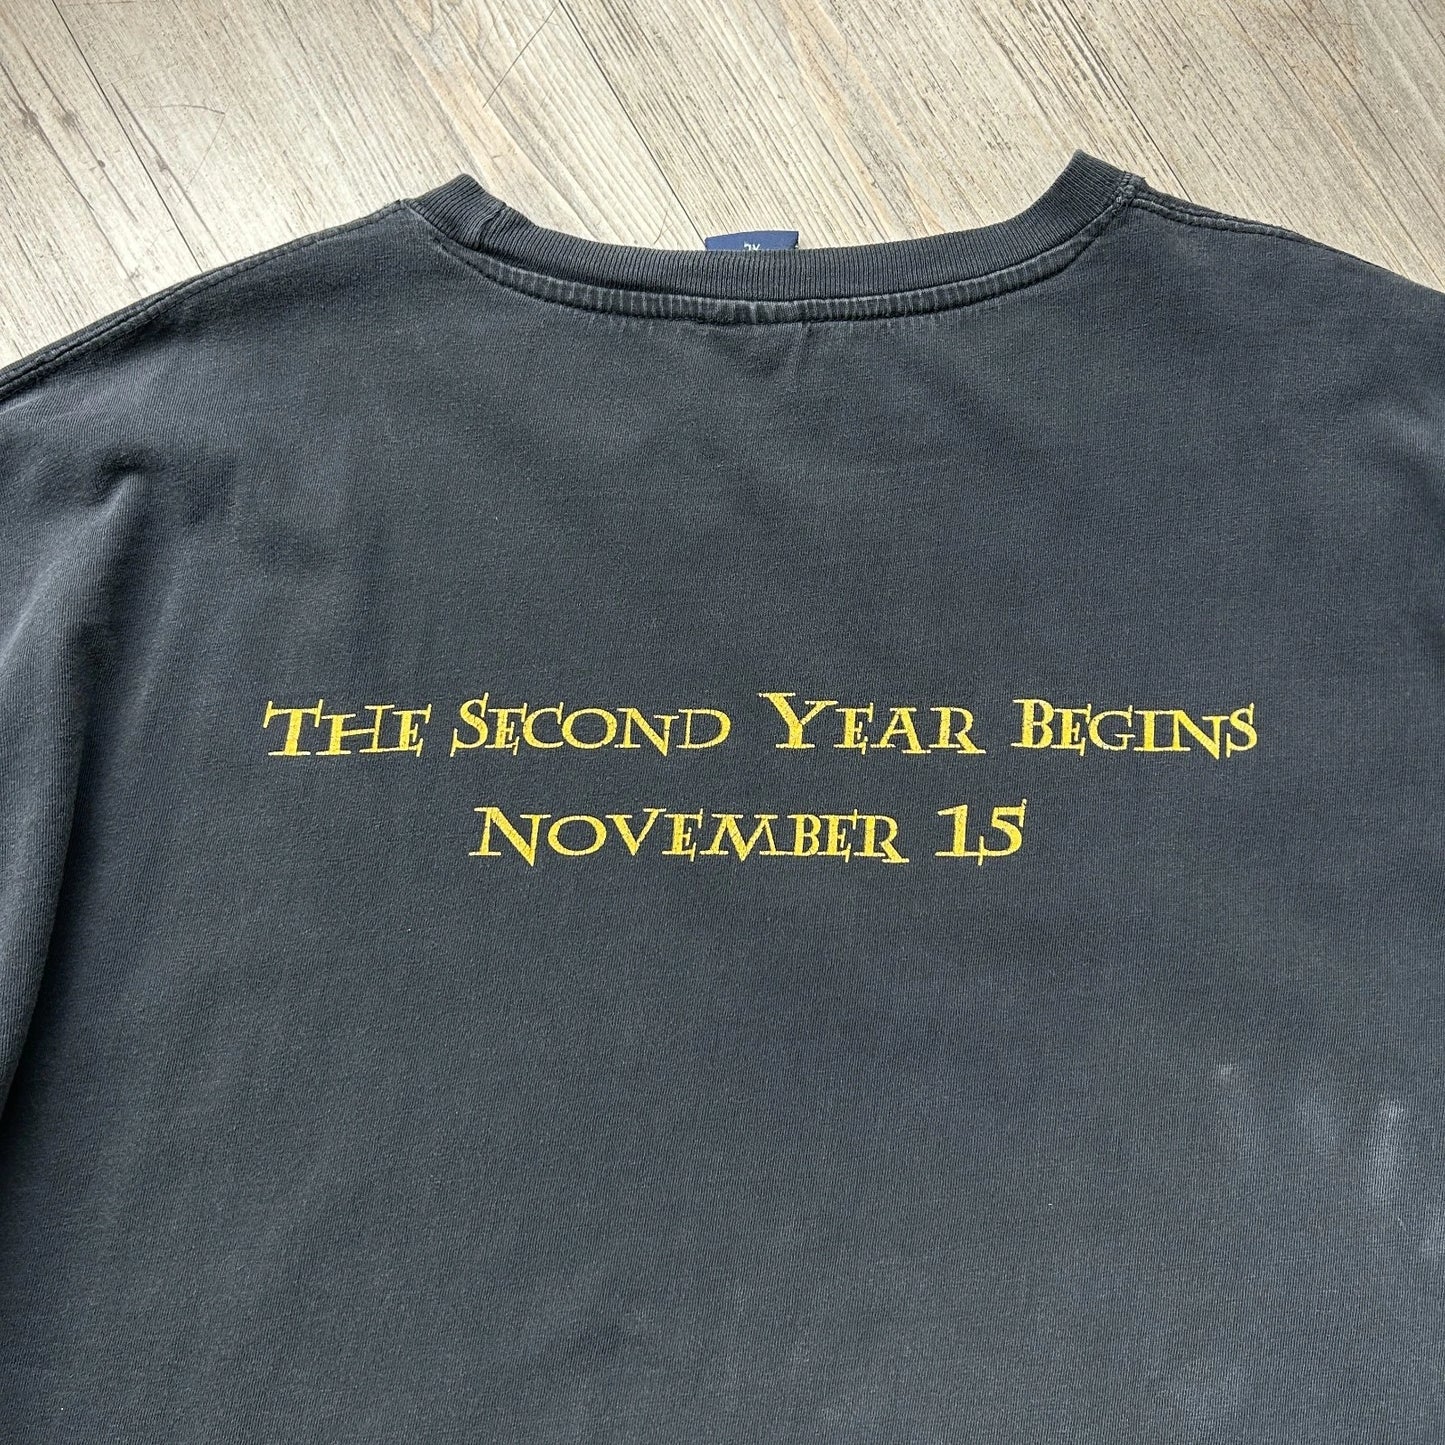 The Second Year Begins
November 15